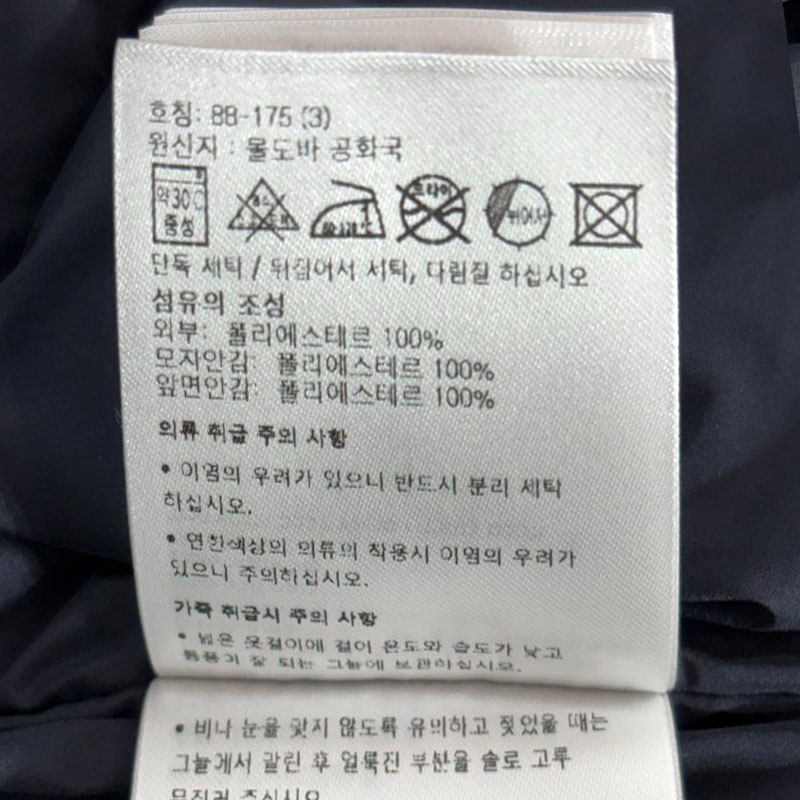 호칭: 88-175 (3)
원산지 : 몰도바 공화국
약30℃
중성
드라이
뉘어서
단독 세탁 / 뒤집어서 세탁, 다림질 하십시오
섬유의 조성
외부: 폴리에스테르 100%
모자안감: 폴리에스테르 100%
앞면안감: 폴리에스테르 100%
의류 취급 주의 사항
• 이염의 우려가 있으니 반드시 분리 세탁
하십시오.
• 연한색상의 의류의 착용시 이염의 우려가
있으니 주의하십시오.
가죽 취급시 주의 사항
• 넓은 옷걸이에 걸어 온도와 습도가 낮고
통풍이 잘 되는 그늘에 보관하십시오.
• 비나 눈을 맞지 않도록 유의하고 젖었을 때는
그늘에서 말린 후 얼룩진 부분을 솔로 고루